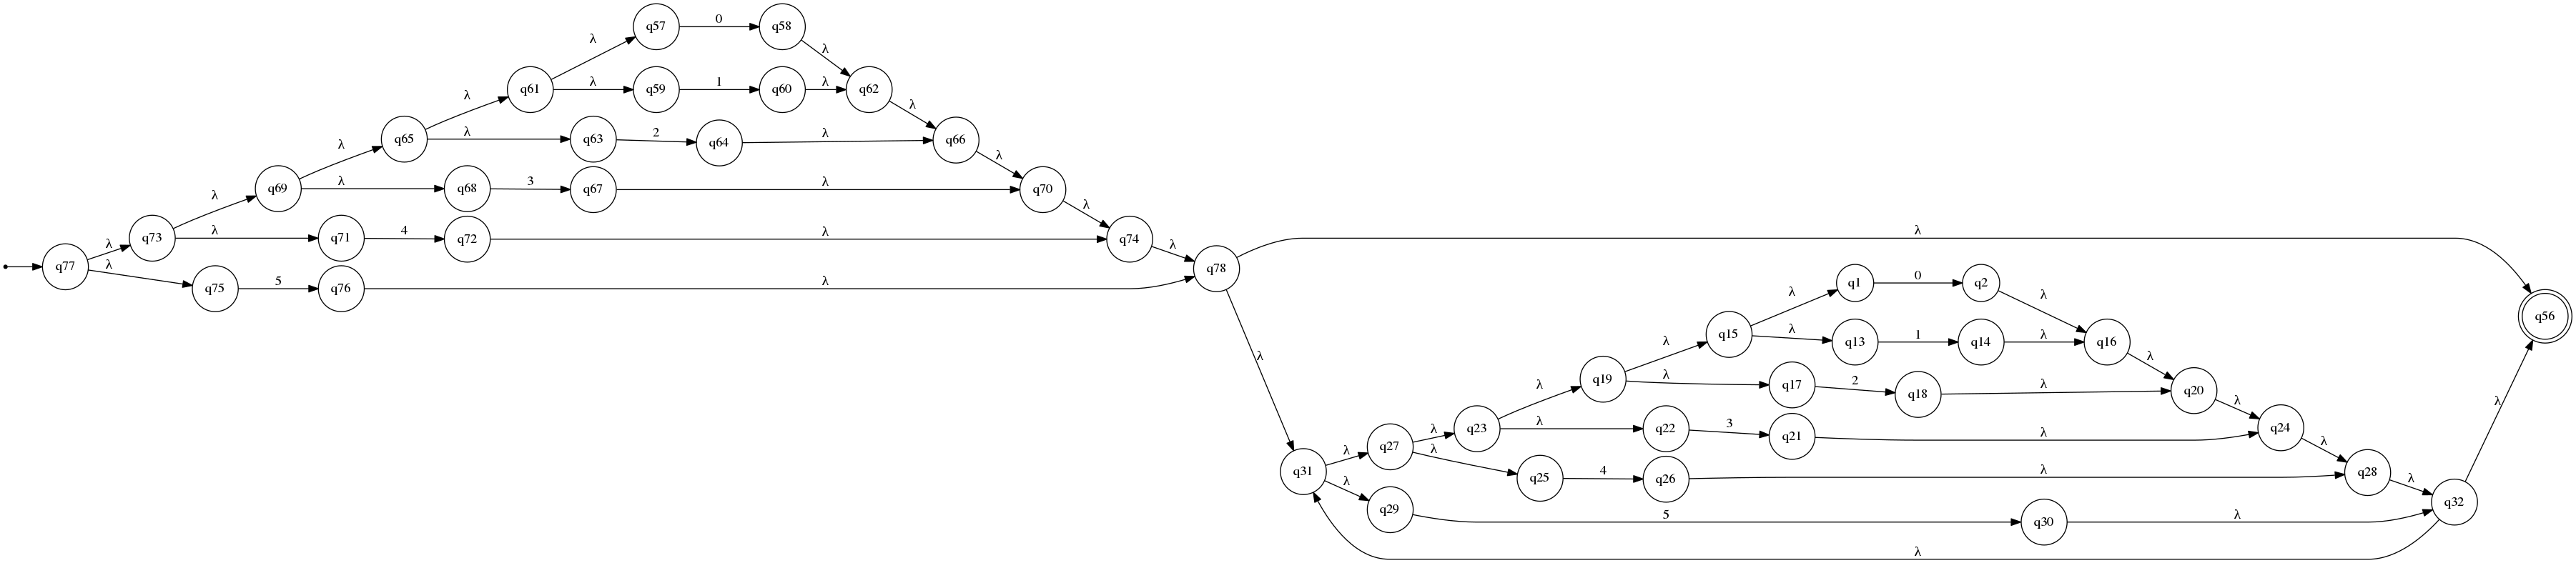 0
q57 q58
λ λ
λ 1 λ
q61 q59 q60 q62
λ λ
λ 2 λ
q65 q63 q64 q66
λ λ
λ 3 λ
q69 q68 q67 q70
λ λ
λ 4 λ λ
q73 q71 q72 q74
λ λ
q77 q78
λ 5 λ
q75 q76
0
q1 q2
λ λ
q56
λ 1 λ
q15 q13 q14 q16
λ λ
λ
λ 2 λ
q19 q17 q18 q20
λ λ λ
λ 3 λ
q23 q22 q21 q24
λ λ
q27
λ 4 λ
λ q25 q26 q28
q31 λ
λ
q29 5 λ q32
q30
λ